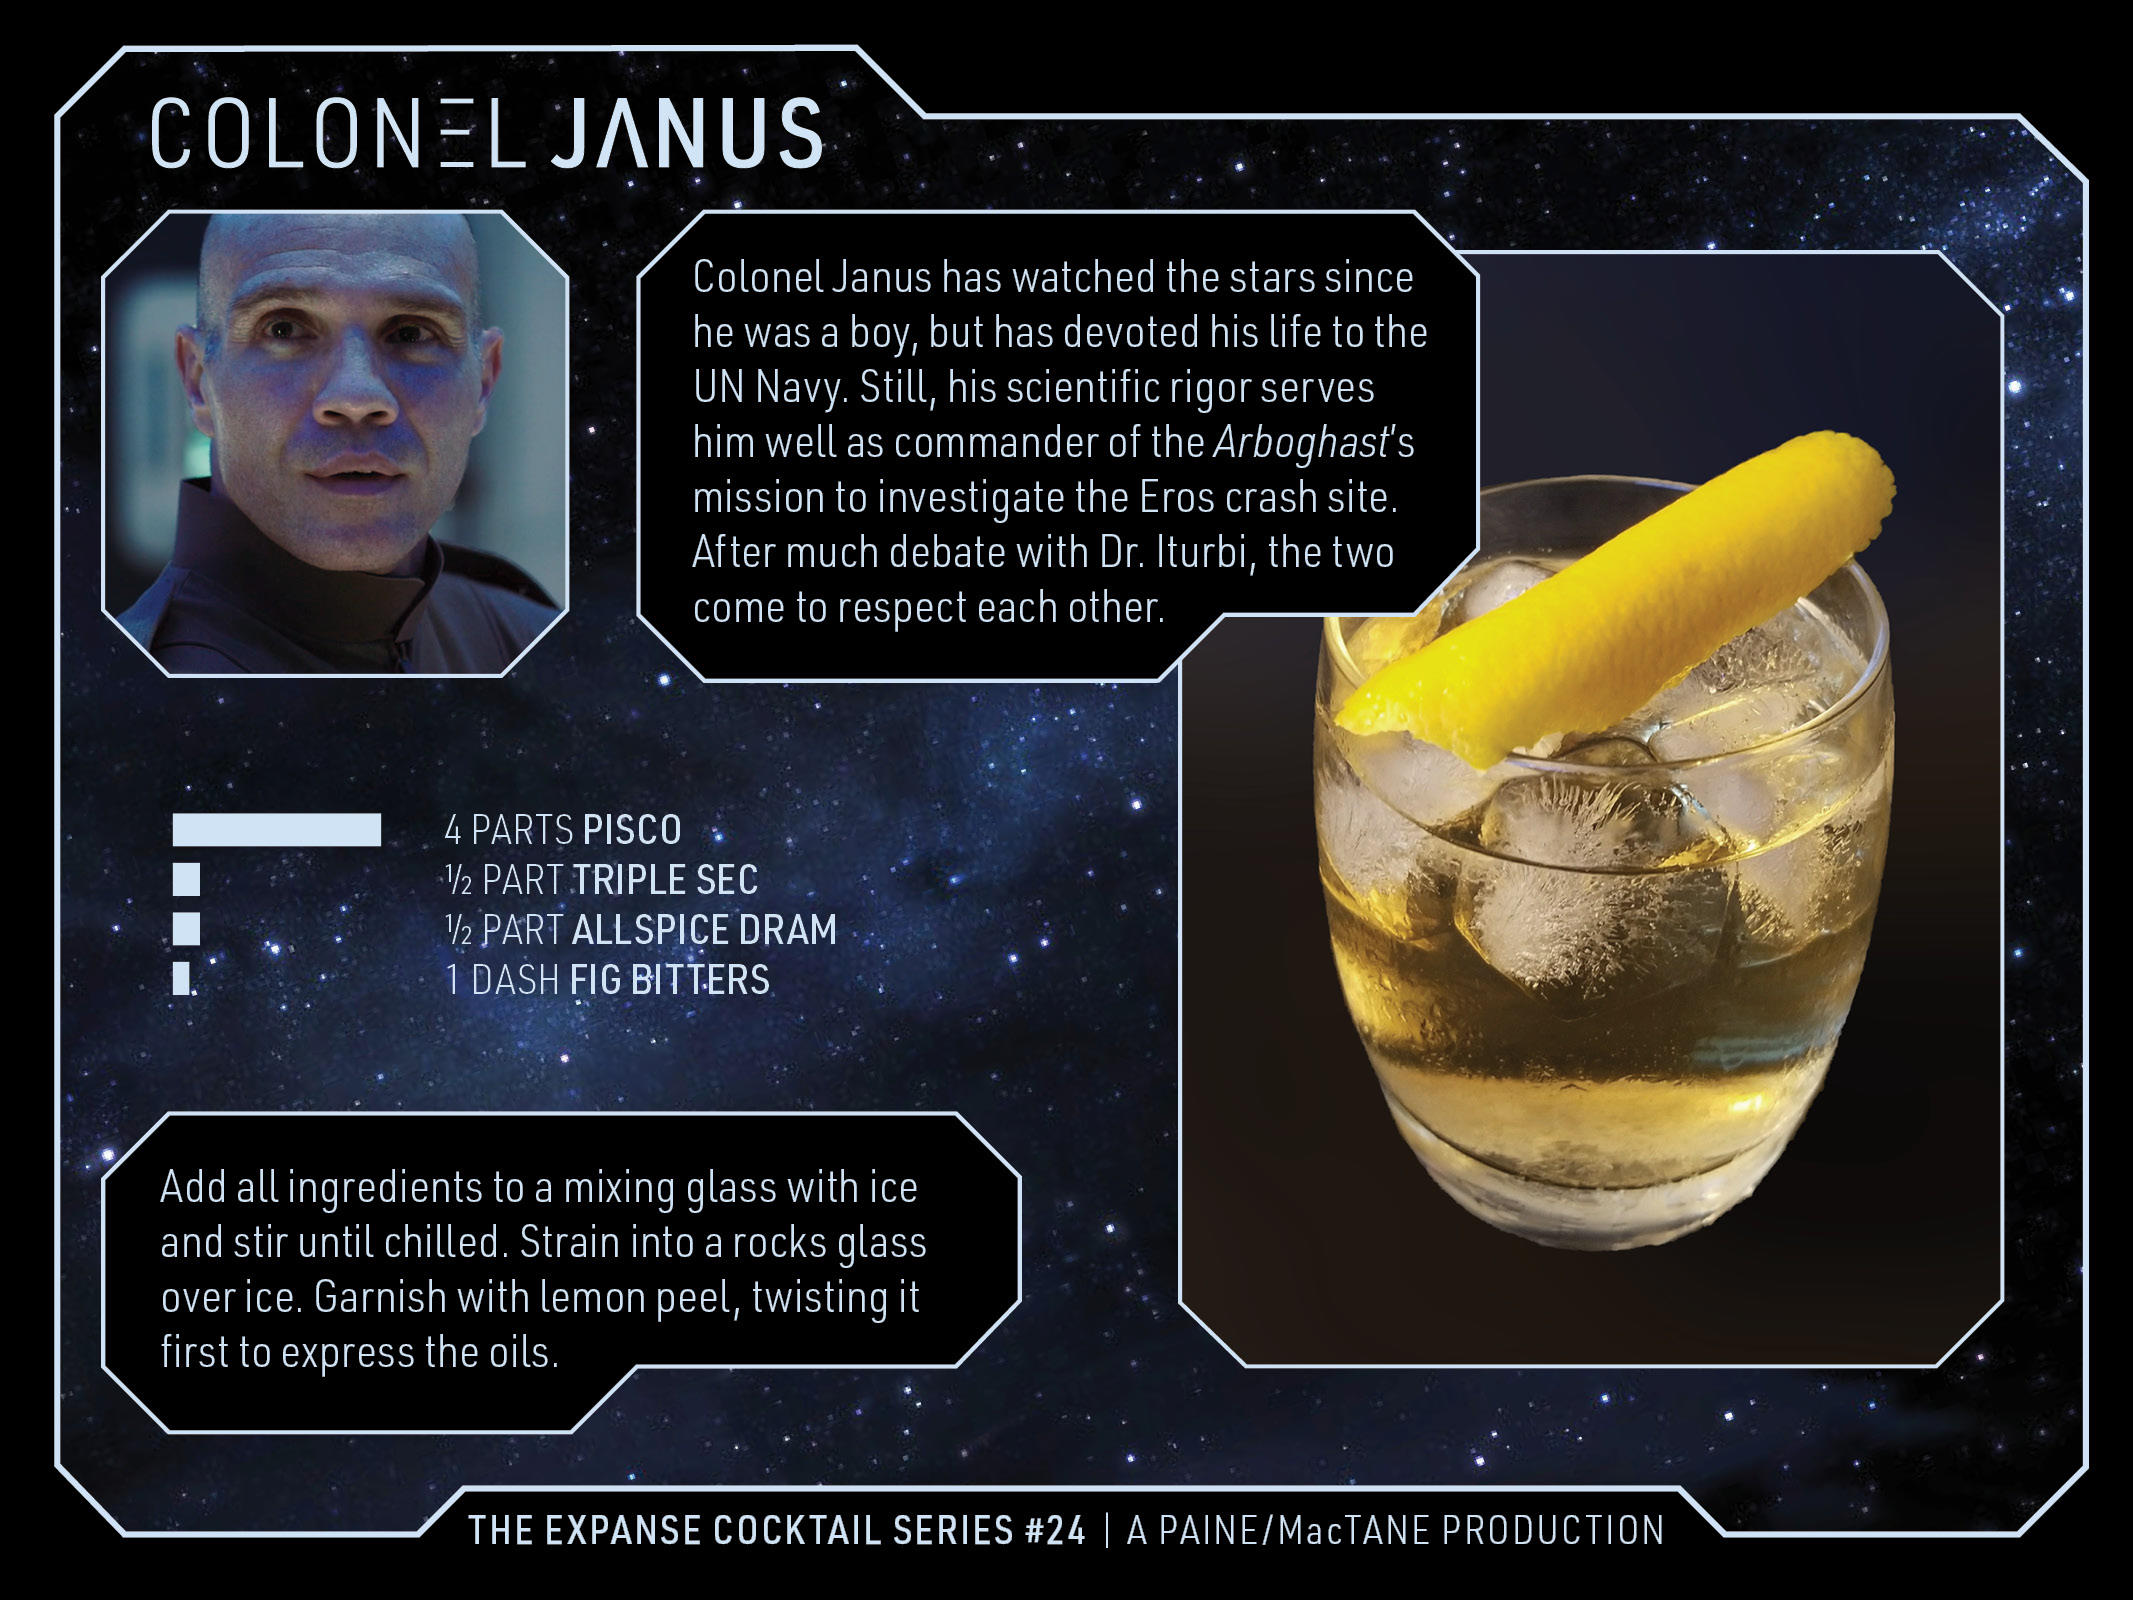 COLONEL JANUS
Colonel Janus has watched the stars since
he was a boy, but has devoted his life to the
UN Navy. Still, his scientific rigor serves
him well as commander of the Arboghast's
mission to investigate the Eros crash site.
After much debate with Dr. Iturbi, the two
come to respect each other.
4 PARTS PISCO
½ PART TRIPLE SEC
½ PART ALLSPICE DRAM
1 DASH FIG BITTERS
Add all ingredients to a mixing glass with ice
and stir until chilled. Strain into a rocks glass
over ice. Garnish with lemon peel, twisting it
first to express the oils.
THE EXPANSE COCKTAIL SERIES #24 | A PAINE/MacTANE PRODUCTION